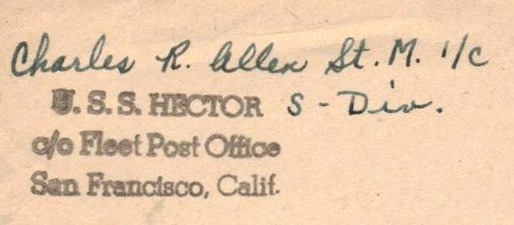 Charles R. Allen St. M. 1/c
U. S. S. HECTOR S - Div.
c/o Fleet Post Office
San Francisco, Calif.